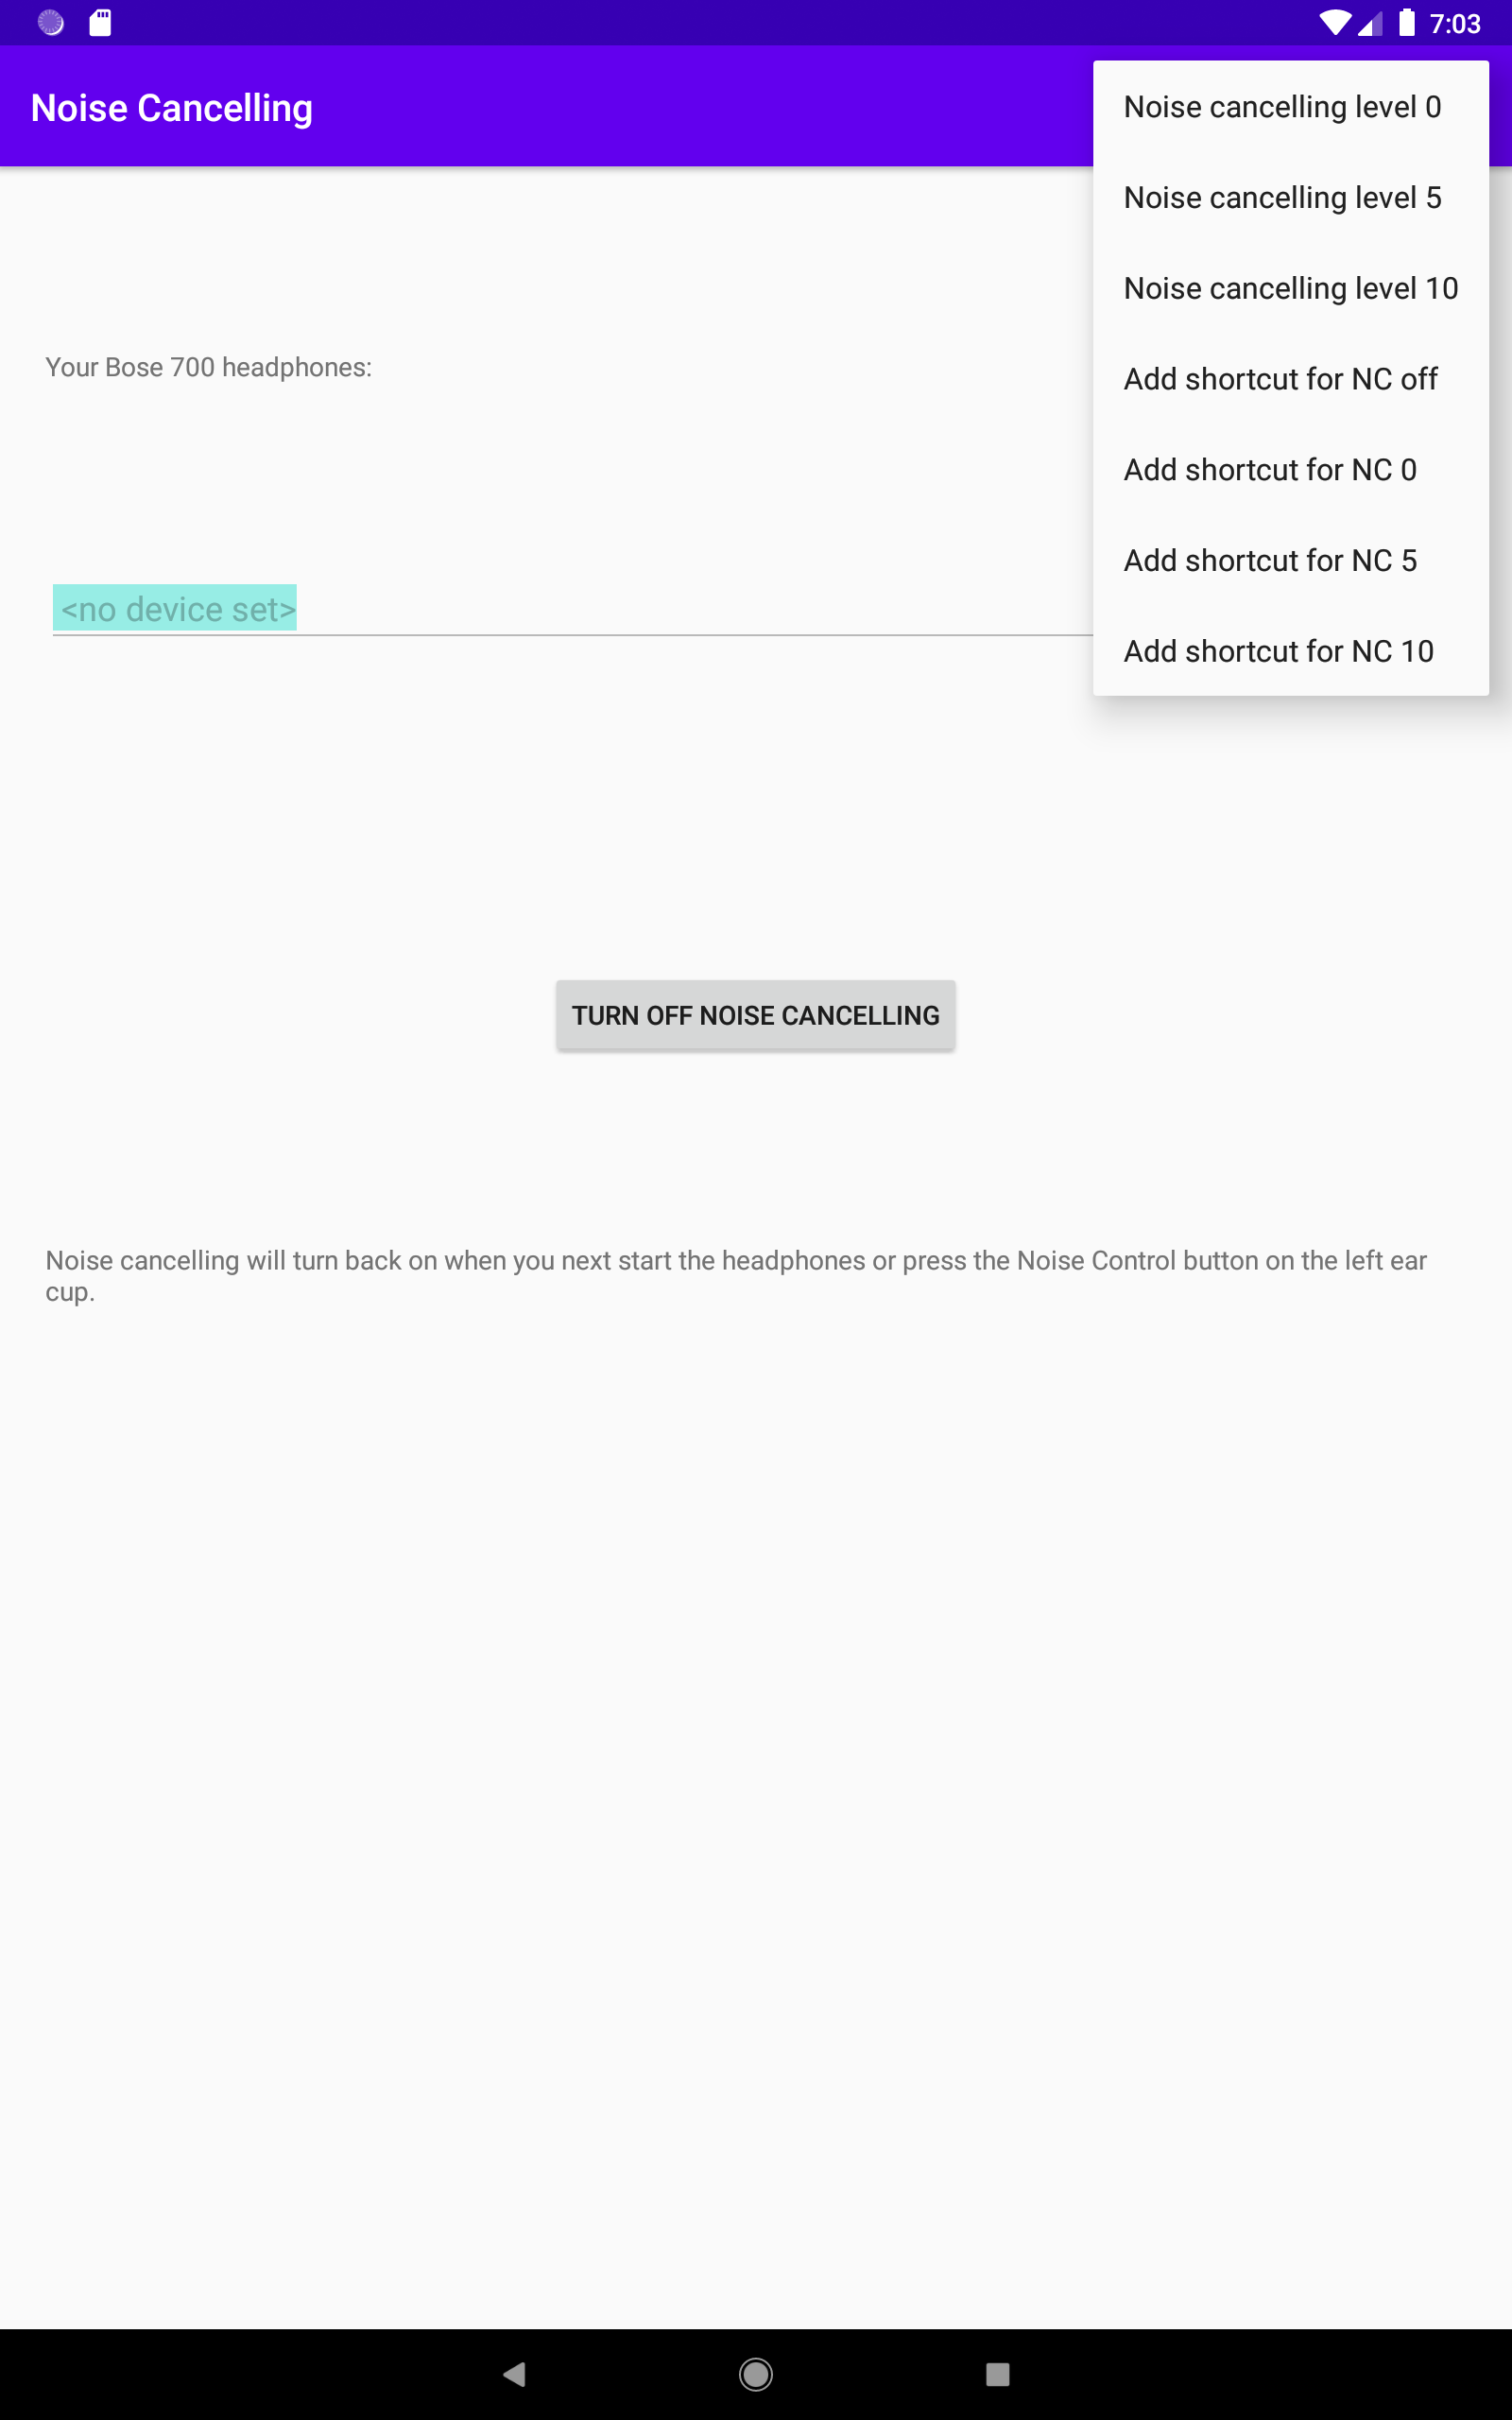 7:03
Noise Cancelling
Noise cancelling level 0
Noise cancelling level 5
Noise cancelling level 10
Add shortcut for NC off
Add shortcut for NC 0
Add shortcut for NC 5
Add shortcut for NC 10
Your Bose 700 headphones:
<no device set>
TURN OFF NOISE CANCELLING
Noise cancelling will turn back on when you next start the headphones or press the Noise Control button on the left ear
cup.